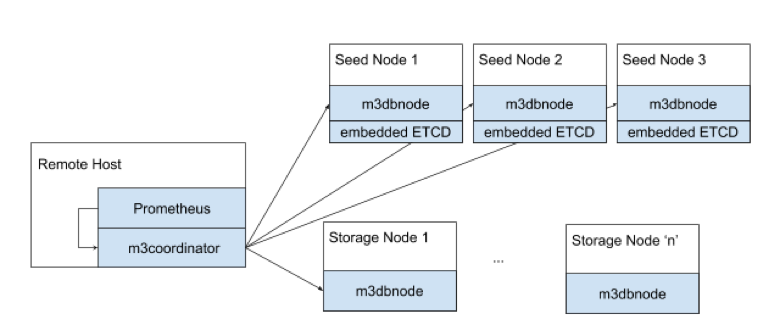 Seed Node 1
m3dbnode
embedded ETCD
Seed Node 2
m3dbnode
embedded ETCD
Seed Node 3
m3dbnode
embedded ETCD
Remote Host
Prometheus
m3coordinator
Storage Node 1
m3dbnode
...
Storage Node ‘n’
m3dbnode